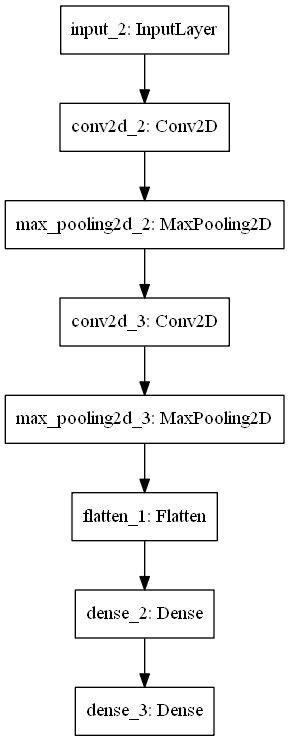 input_2: InputLayer
conv2d_2: Conv2D
max_pooling2d_2: MaxPooling2D
conv2d_3: Conv2D
max_pooling2d_3: MaxPooling2D
flatten_1: Flatten
dense_2: Dense
dense_3: Dense